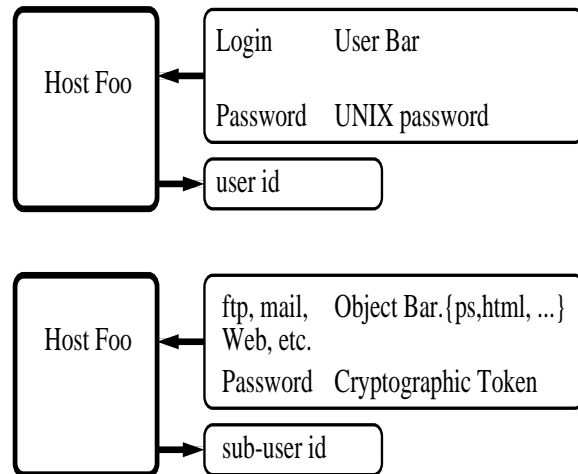 Host Foo
Login User Bar
Password UNIX password
user id
Host Foo
ftp, mail, Object Bar.{ps,html, ...}
Web, etc.
Password Cryptographic Token
sub-user id